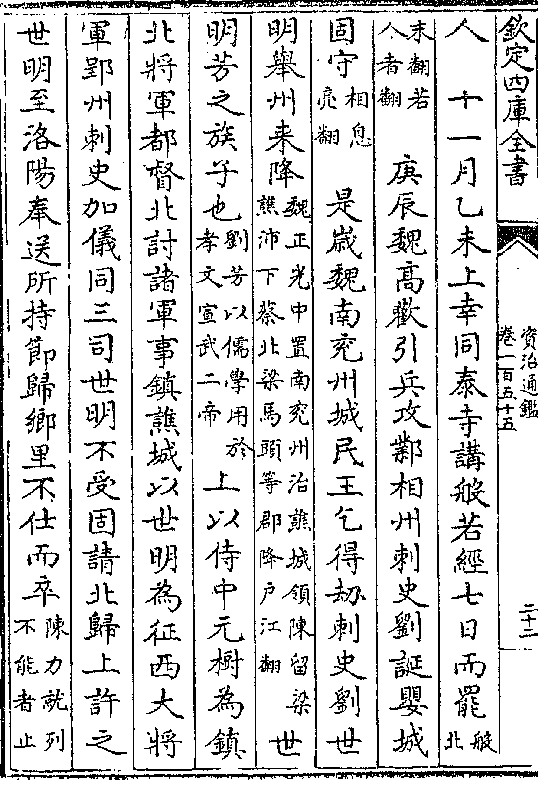 欽定四庫全書
資治通鑑
卷一百五十五
二十二
人　十一月乙未上幸同泰寺講般若經七日而罷
般
北
末翻若
人者翻
庚辰魏高歡引兵攻鄴相州刺史劉誕嬰城
固守
相息
亮翻
是歲魏南兖州城民王乞得劫刺史劉世
明舉州来降
魏正光中置南兖州治譙城領陳留梁
譙沛下蔡北梁馬頭等郡降户江翻
世
明芳之族子也
劉芳以儒學用於
孝文宣武二帝
上以侍中元樹為鎮
北將軍都督北討諸軍事鎮譙城以世明為征西大將
軍郢州刺史加儀同三司世明不受固請北歸上許之
世明至洛陽奉送所持節歸鄉里不仕而卒
陳力就列
不能者止